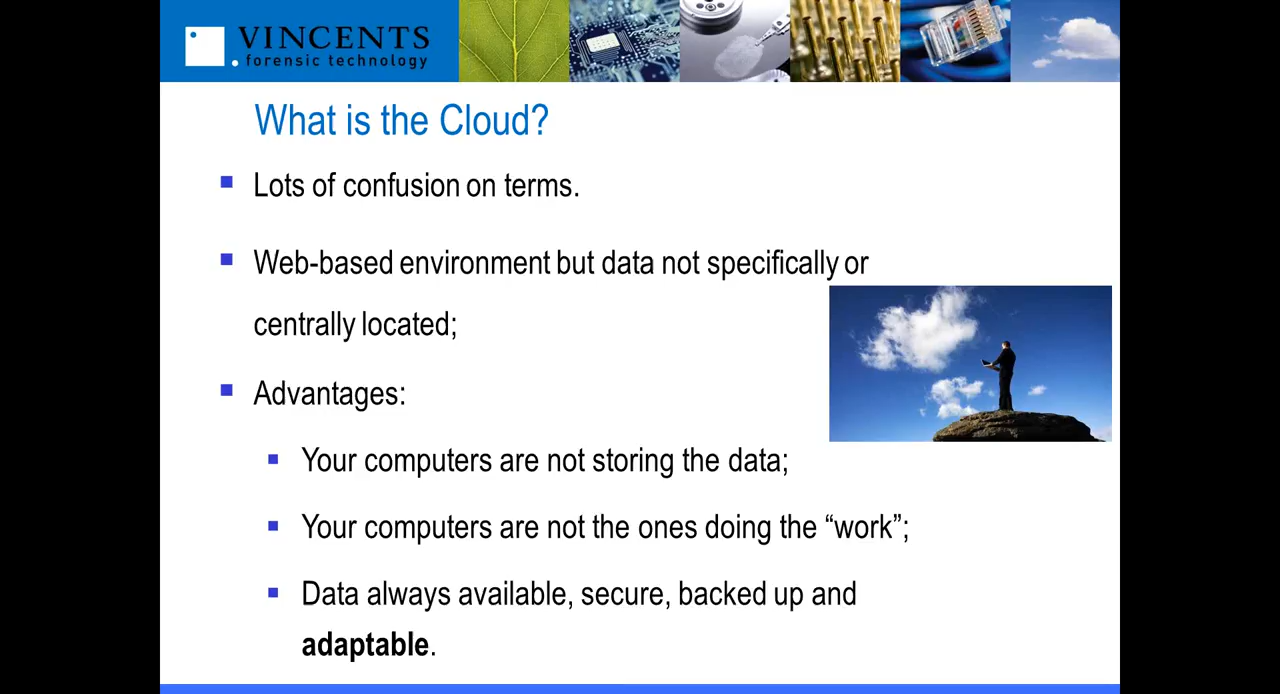 VINCENTS
forensic technology
What is the Cloud?
Lots of confusion on terms.
Web-based environment but data not specifically or
centrally located;
Advantages:
Your computers are not storing the data;
Your computers are not the ones doing the “work”;
Data always available, secure, backed up and
adaptable.